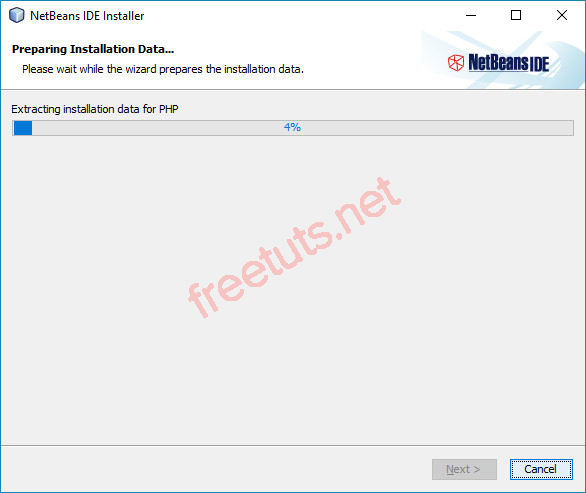 NetBeans IDE Installer
Preparing Installation Data...
Please wait while the wizard prepares the installation data.
NetBeans IDE
Extracting installation data for PHP
4%
freetuts.net
Next >
Cancel